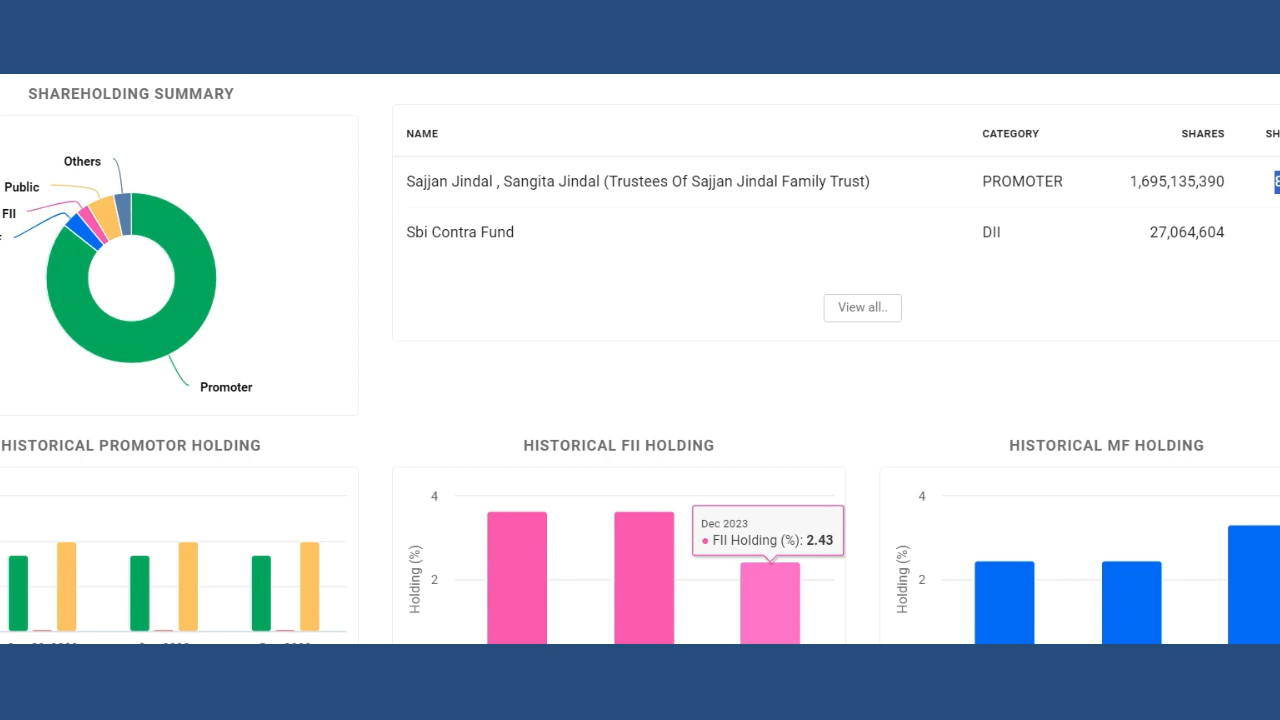 SHAREHOLDING SUMMARY
Others
Public
FII
Promoter
NAME CATEGORY SHARES SH
Sajjan Jindal , Sangita Jindal (Trustees Of Sajjan Jindal Family Trust) PROMOTER 1,695,135,390
Sbi Contra Fund DII 27,064,604
View all..
HISTORICAL PROMOTOR HOLDING
HISTORICAL FII HOLDING
4
2
Holding (%)
Dec 2023
FII Holding (%): 2.43
HISTORICAL MF HOLDING
4
2
Holding (%)